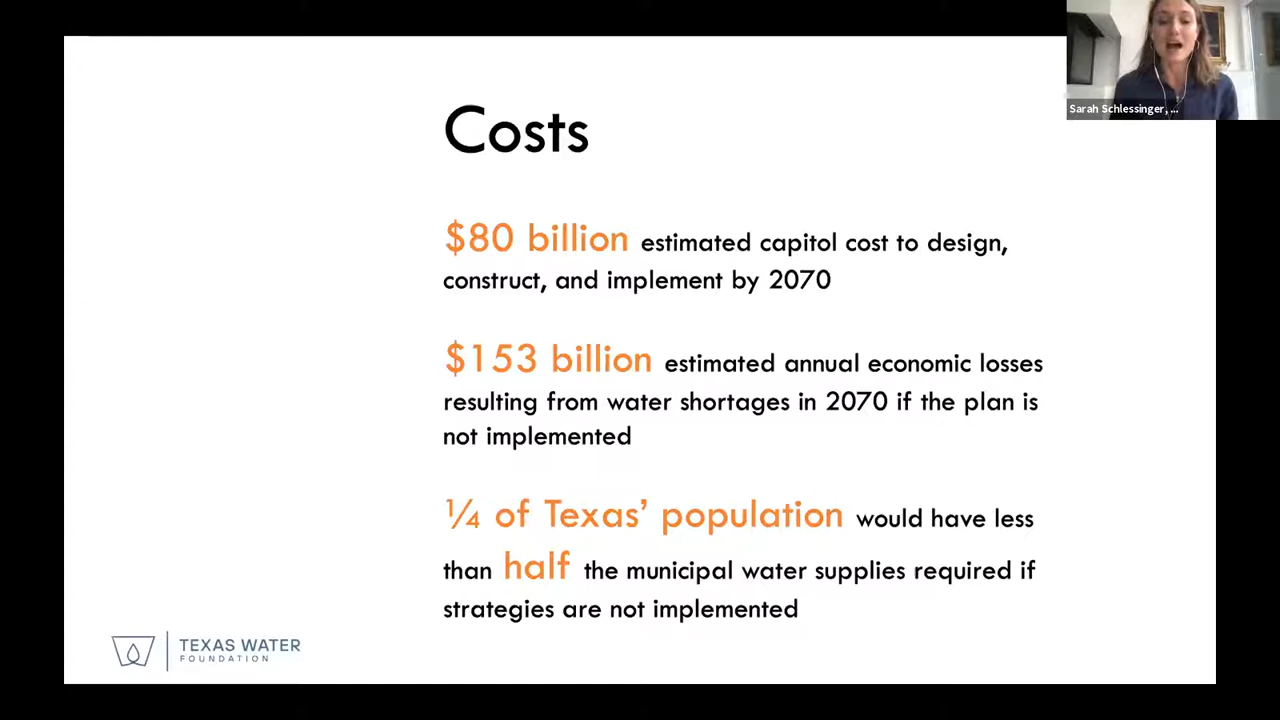 Sarah Schlessinger, ...
Costs
$80 billion estimated capitol cost to design,
construct, and implement by 2070
$153 billion estimated annual economic losses
resulting from water shortages in 2070 if the plan is
not implemented
¼ of Texas’ population would have less
than half the municipal water supplies required if
strategies are not implemented
TEXAS WATER
FOUNDATION